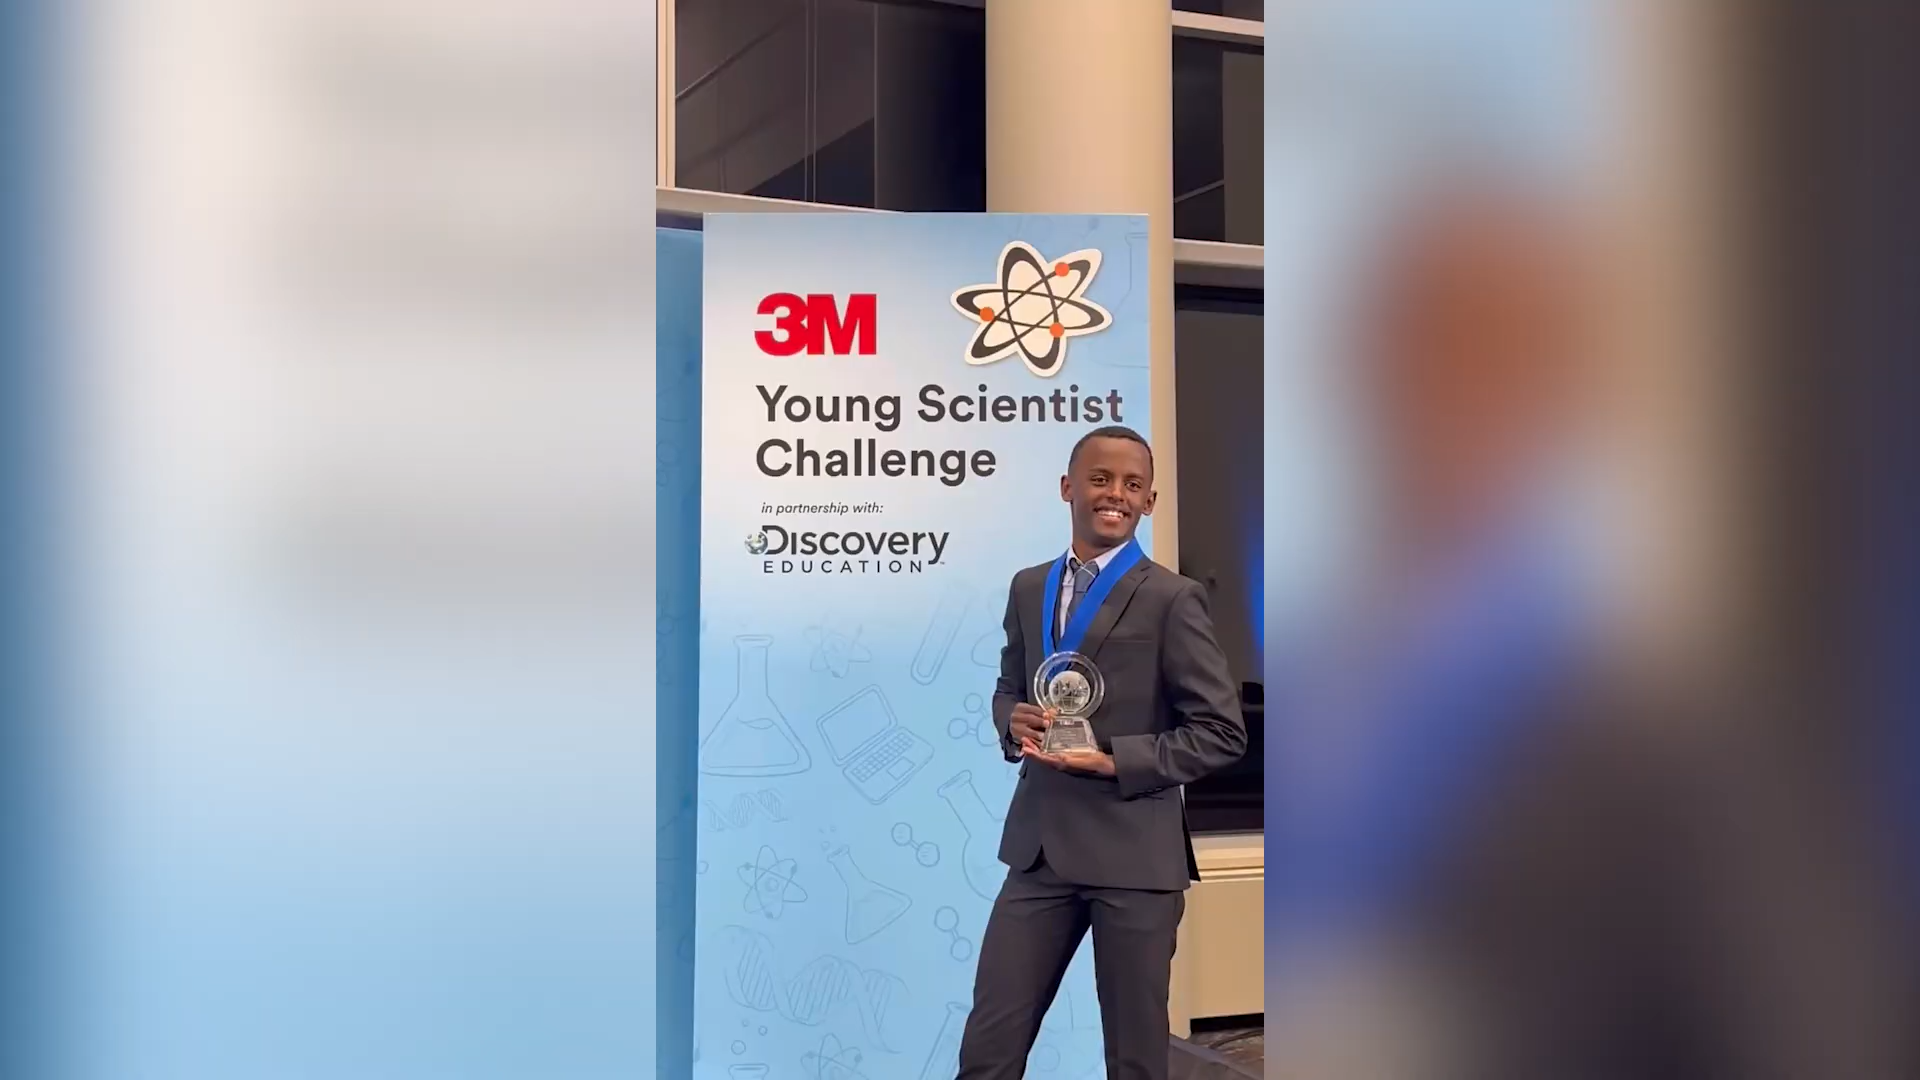 3M
Young Scientist
Challenge
in partnership with:
Discovery
EDUCATION